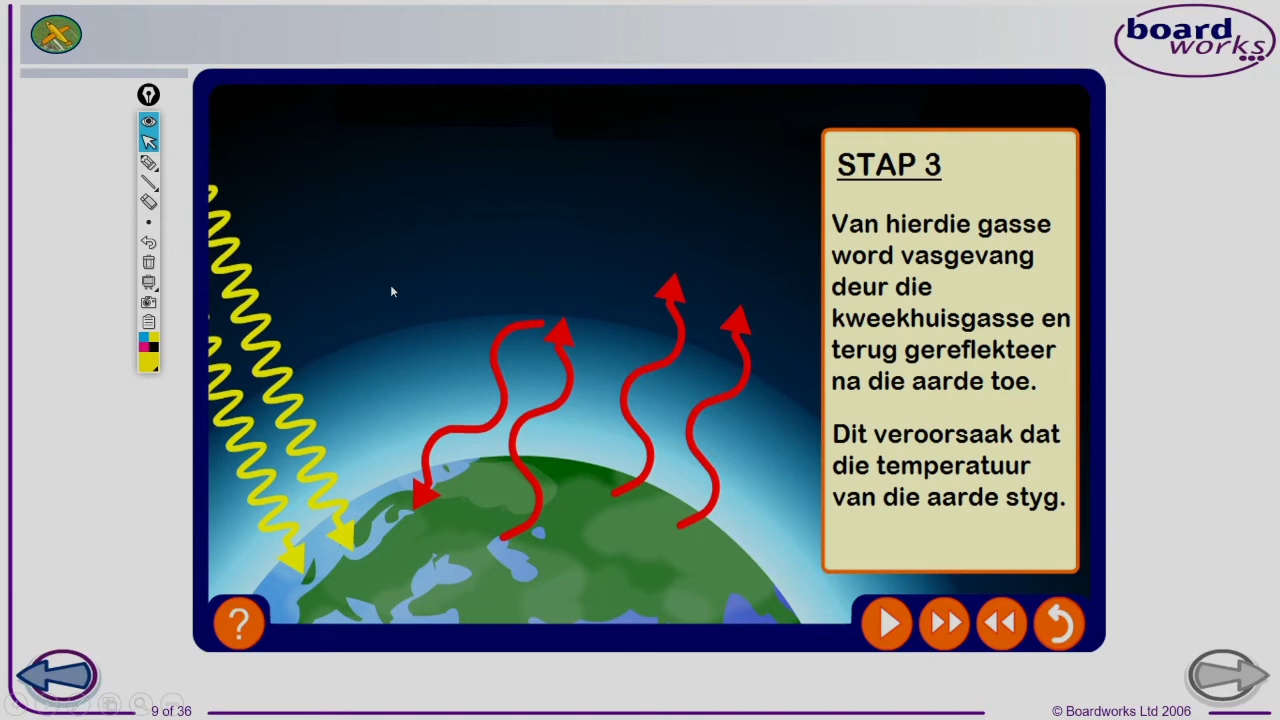 board
works
STAP 3
Van hierdie gasse
word vasgevang
deur die
kweekhuisgasse en
terug gereflekteer
na die aarde toe.
Dit veroorsaak dat
die temperatuur
van die aarde styg.
?
9 of 36
© Boardworks Ltd 2006